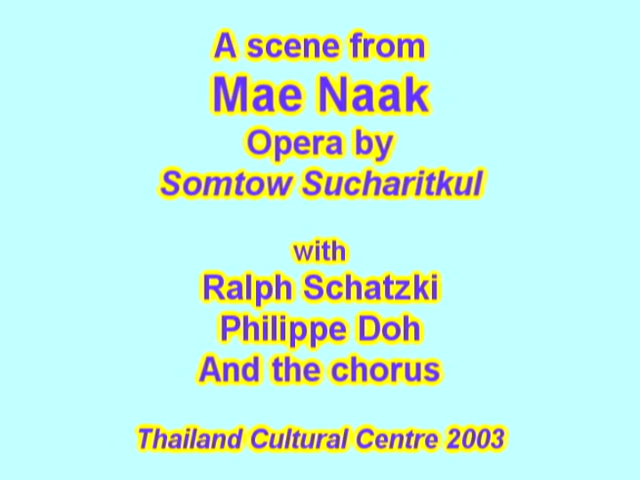 A scene from
Mae Naak
Opera by
Somtow Sucharitkul
with
Ralph Schatzki
Philippe Doh
And the chorus
Thailand Cultural Centre 2003